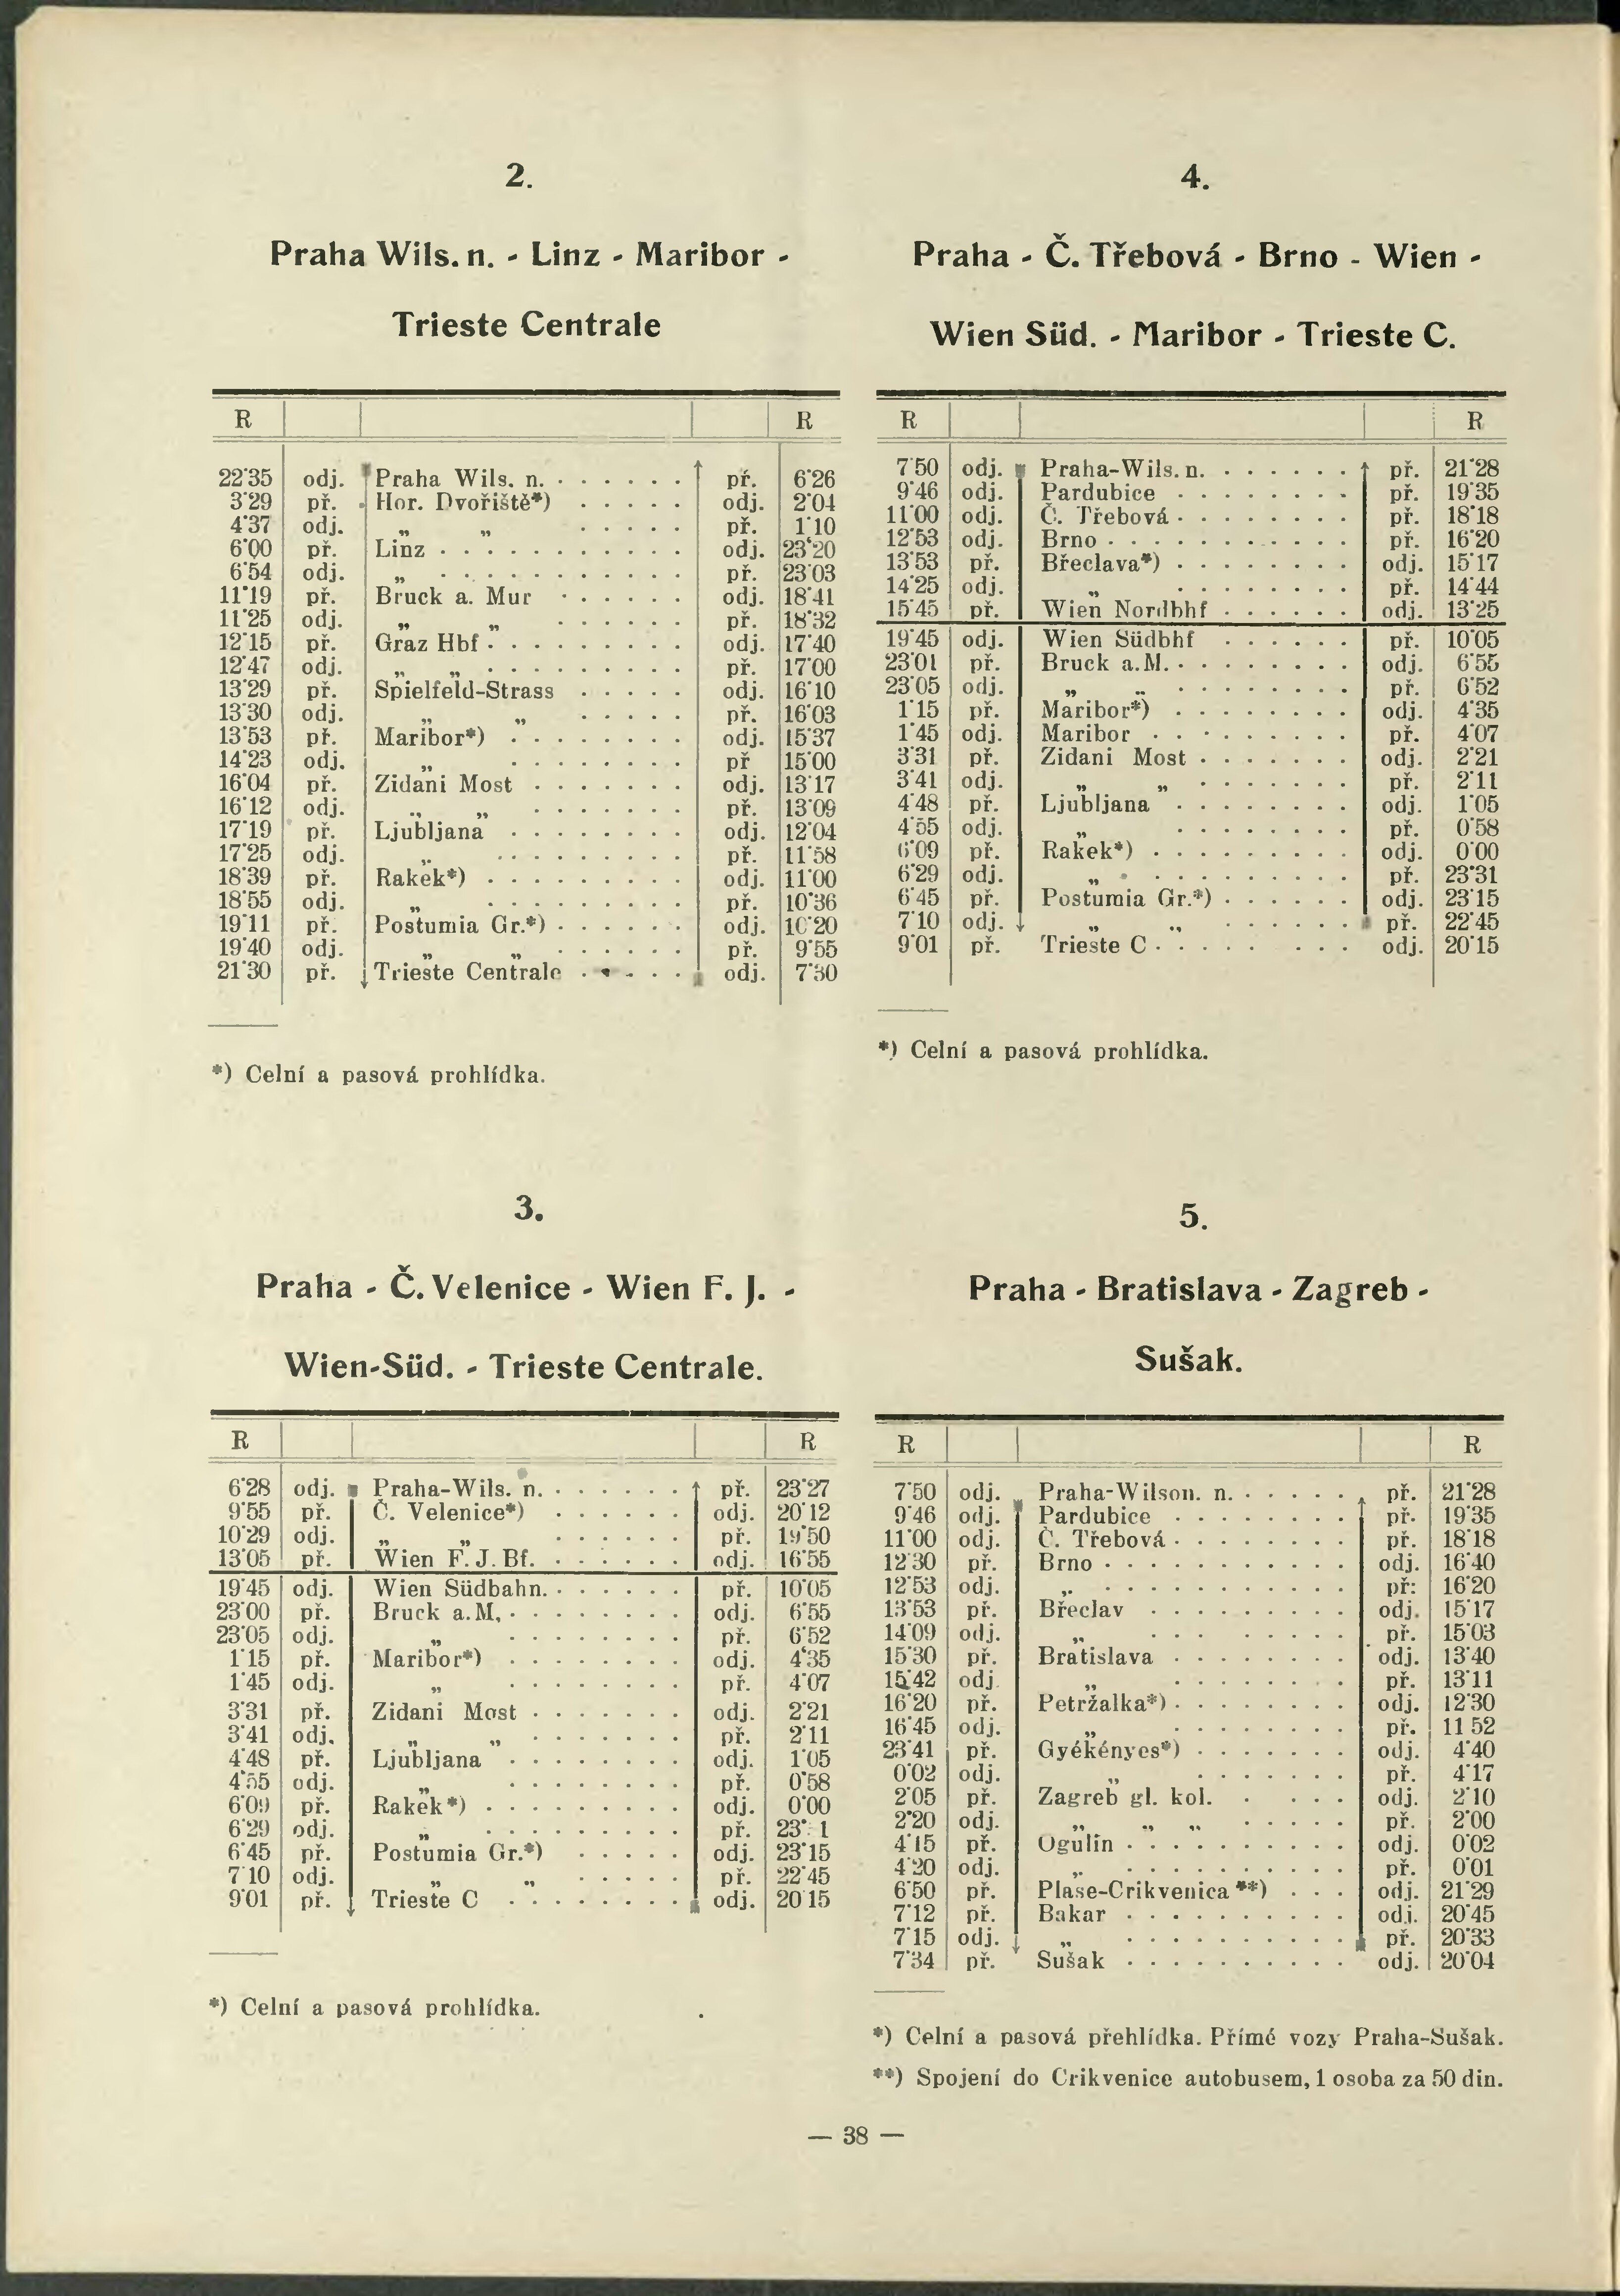 2.
Praha Wils. n. - Linz - Maribor -
Trieste Centrale
R R
22·35 odj. Praha Wils. n. př. 6·26
3·29 př. Hor. Dvořiště*) odj. 2·04
4·37 odj. „ „ př. 1·10
6·00 př. Linz odj. 23·20
6·54 odj. „ př. 23·03
11·19 př. Bruck a. Mur odj. 18·41
11·25 odj. „ „ př. 18·32
12·15 př. Graz Hbf odj. 17·40
12·47 odj. „ „ př. 17·00
13·29 př. Spielfeld-Strass odj. 16·10
13·30 odj. „ „ př. 16·03
13·53 př. Maribor*) odj. 15·37
14·23 odj. „ př 15·00
16·04 př. Zidani Most odj. 13·17
16·12 odj. „ „ př. 13·09
17·19 př. Ljubljana odj. 12·04
17·25 odj. „ př. 11·58
18·39 př. Rakek*) odj. 11·00
18·55 odj. „ př. 10·36
19·11 př. Postumia Gr.*) odj. 10·20
19·40 odj. „ „ př. 9·55
21·30 př. Trieste Centrale odj. 7·30
*) Celní a pasová prohlídka.
3.
Praha - Č. Velenice - Wien F. J. -
Wien-Süd. - Trieste Centrale.
R R
6·28 odj. Praha-Wils. n. př. 23·27
9·55 př. Č. Velenice*) odj. 20·12
10·29 odj. „ „ př. 19·50
13·05 př. Wien F. J. Bf. odj. 16·55
19·45 odj. Wien Südbahn. př. 10·05
23·00 př. Bruck a. M. odj. 6·55
23·05 odj. „ př. 6·52
1·15 př. Maribor*) odj. 4·35
1·45 odj. „ př. 4·07
3·31 př. Zidani Most odj. 2·21
3·41 odj. „ „ př. 2·11
4·48 př. Ljubljana odj. 1·05
4·55 odj. „ př. 0·58
6·09 př. Rakek*) odj. 0·00
6·29 odj. „ př.
6·45 př. Postumia Gr.*) odj. 23·15
7·10 odj. „ „ př. 22·45
9·01 př. Trieste C odj. 20·15
*) Celní a pasová prohlídka.
4.
Praha - Č. Třebová - Brno - Wien -
Wien Süd. - Maribor - Trieste C.
R R
7·50 odj. Praha-Wils. n. př. 21·28
9·46 odj. Pardubice př. 19·35
11·00 odj. Č. Třebová př. 18·18
12·53 odj. Brno př. 16·20
13·53 př. Břeclava*) odj. 15·17
14·25 odj. „ př. 14·44
15·45 př. Wien Nordbhf odj. 13·25
19·45 odj. Wien Südbhf př. 10·05
23·01 př. Bruck a. M. odj. 6·55
23·05 odj. „ „ př. 6·52
1·15 př. Maribor*) odj. 4·35
1·45 odj. Maribor př. 4·07
3·31 př. Zidani Most odj. 2·21
3·41 odj. „ „ př. 2·11
4·48 př. Ljubljana odj. 1·05
4·55 odj. „ př. 0·58
6·09 př. Rakek*) odj. 0·00
6·29 odj. „ př. 23·31
6·45 př. Postumia Gr.*) odj. 23·15
7·10 odj. „ „ př. 22·45
9·01 př. Trieste C odj. 20·15
*) Celní a pasová prohlídka.
5.
Praha - Bratislava - Zagreb -
Sušak.
R R
7·50 odj. Praha-Wilson. n. př. 21·28
9·46 odj. Pardubice př. 19·35
11·00 odj. Č. Třebová př. 18·18
12·30 př. Brno odj. 16·40
12·53 odj. „ př: 16·20
13·53 př. Břeclav odj. 15·17
14·09 odj. „ př. 15·03
15·30 př. Bratislava odj. 13·40
15·42 odj. „ př. 13·11
16·20 př. Petržalka*) odj. 12·30
16·45 odj. „ př. 11 52
23·41 př. Gyékényes*) odj. 4·40
0·02 odj. „ př. 4·17
2·05 př. Zagreb gl. kol. odj. 2·10
2·20 odj. „ „ „ př. 2·00
4·15 př. Ogulin odj. 0·02
4·20 odj. „ př. 0·01
6·50 př. Plase-Crikvenica **) odj. 21·29
7·12 př. Bakar odj. 20·45
7·15 odj. „ př. 20·33
7·34 př. Sušak odj. 20·04
*) Celní a pasová přehlídka. Přímé vozy Praha-Sušak.
**) Spojení do Crikvenice autobusem, 1 osoba za 50 din.
— 38 —